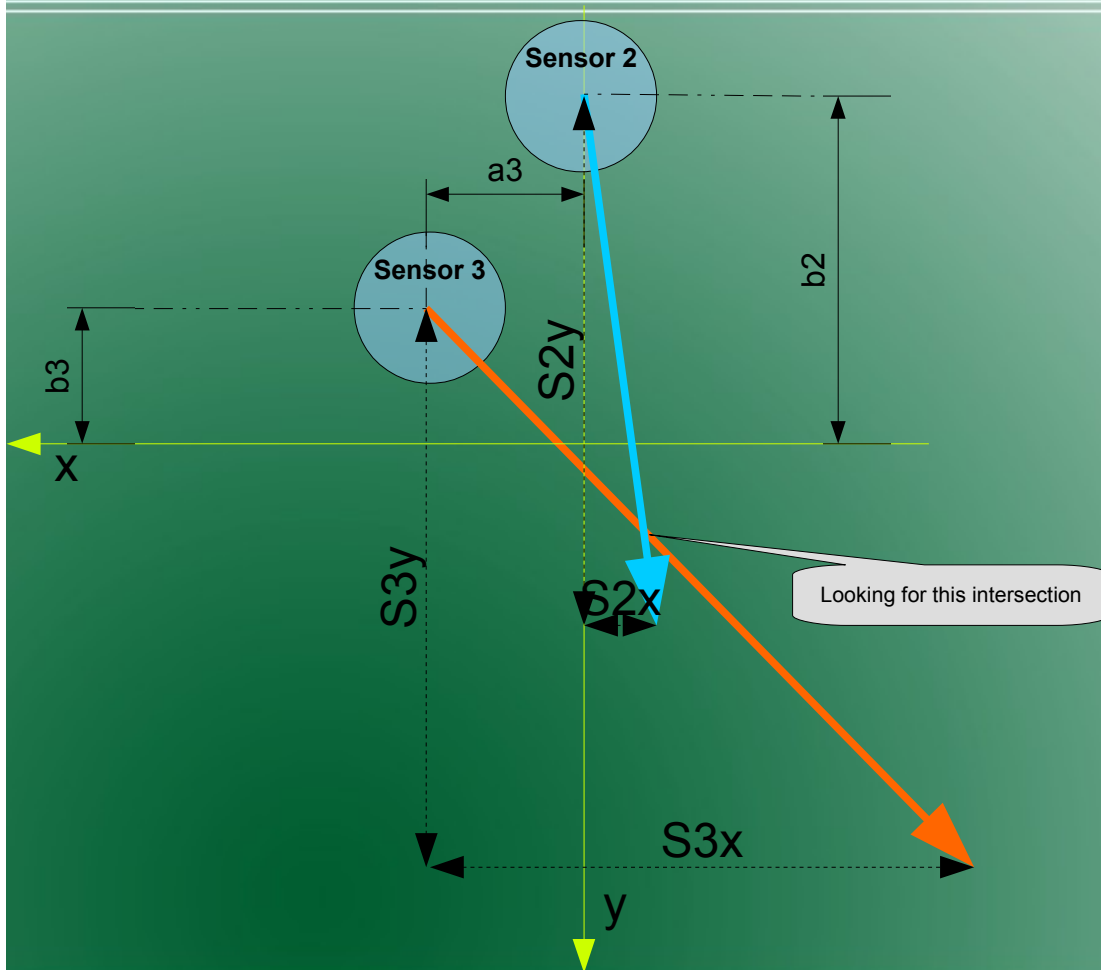 Sensor 2
a3
Sensor 3
b2
b3
S2y
x
S3y
S2x
Looking for this intersection
S3x
y